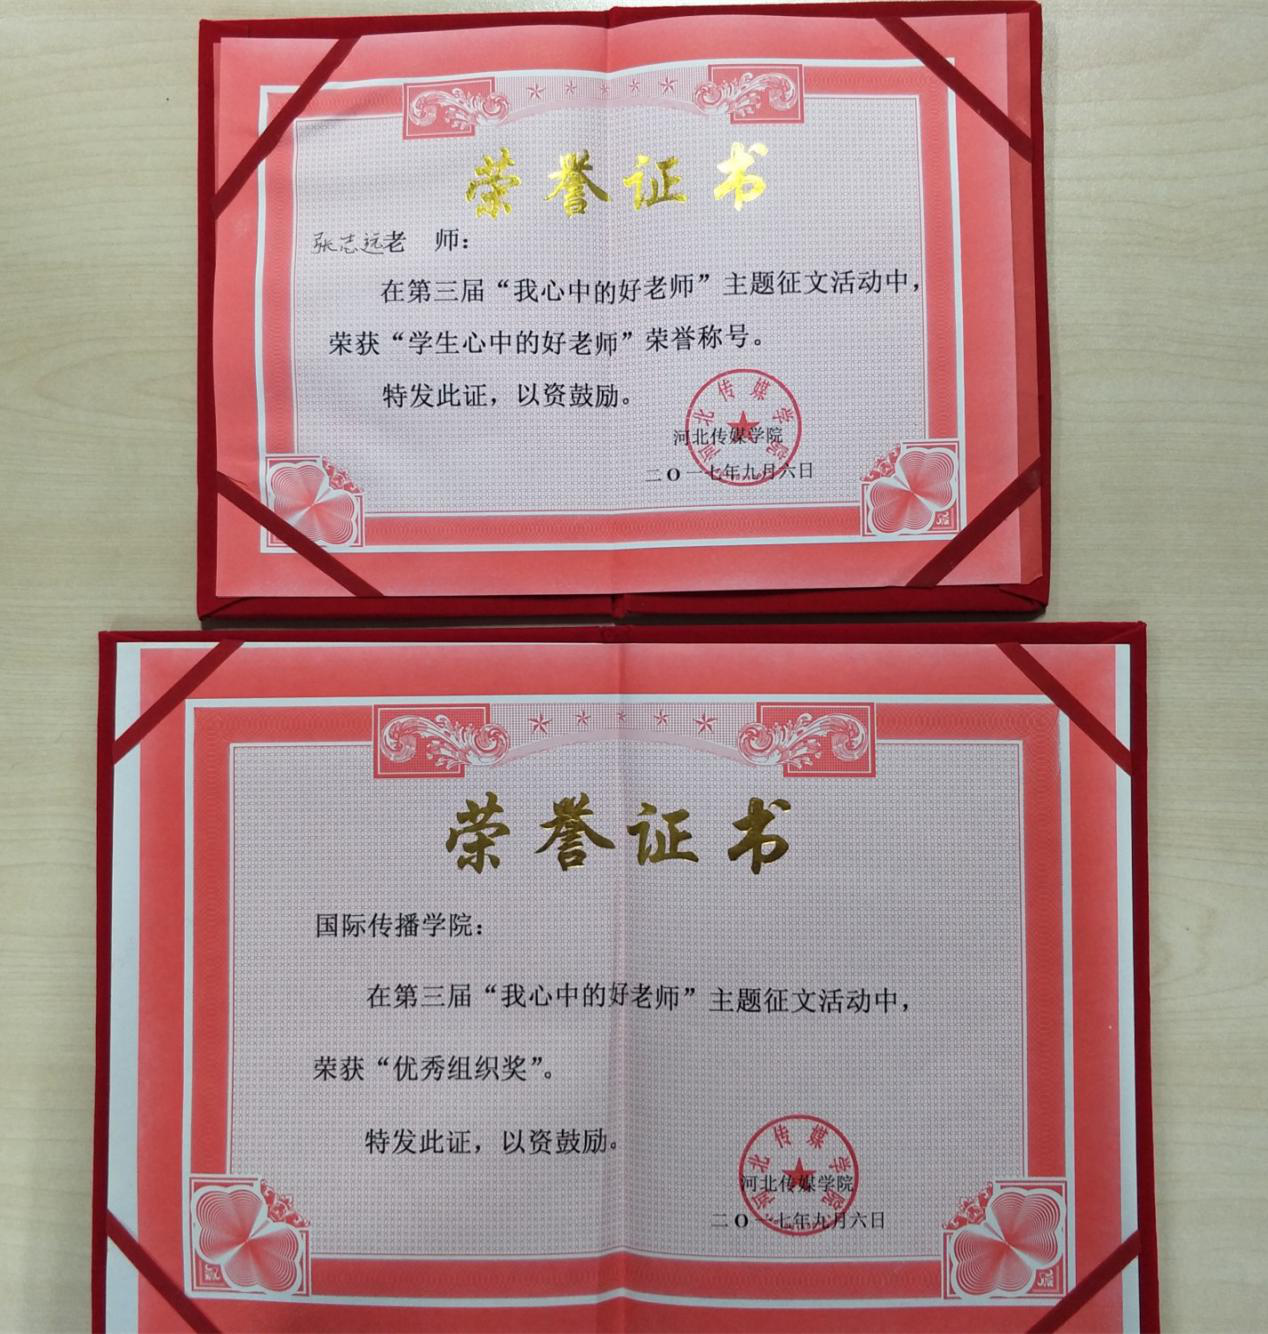 荣誉证书
张志远老 师：
在第三届“我心中的好老师”主题征文活动中，
荣获“学生心中的好老师”荣誉称号。
特发此证，以资鼓励。
河北传媒学院
河北传媒学院
二〇一七年九月六日
荣誉证书
国际传播学院：
在第三届“我心中的好老师”主题征文活动中，
荣获“优秀组织奖”。
特发此证，以资鼓励。
河北传媒学院
河北传媒学院
二〇一七年九月六日